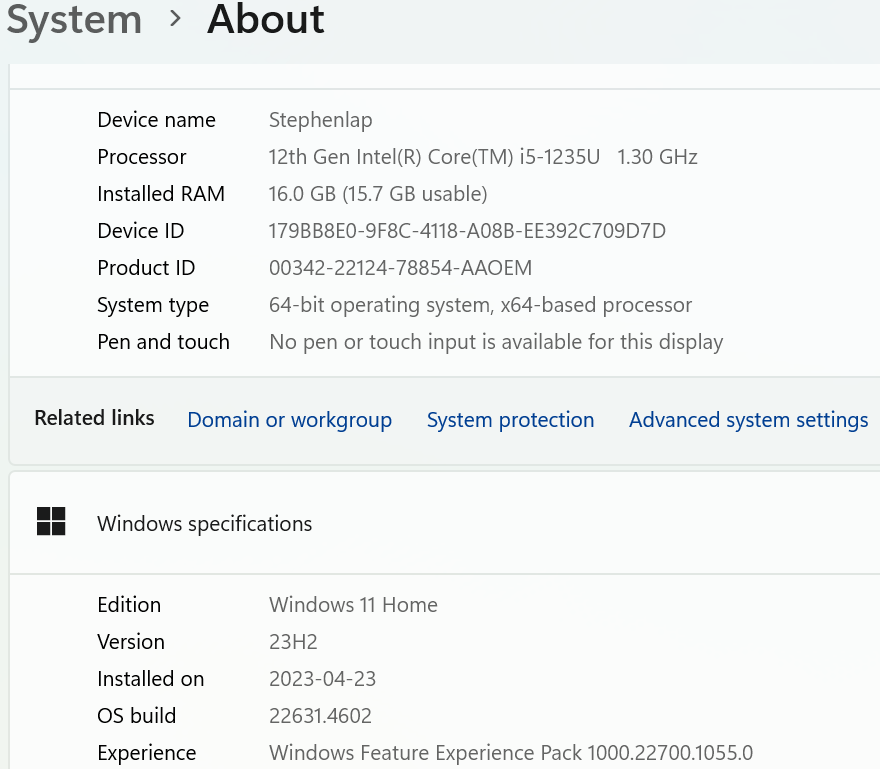 System > About
Device name Stephenlap
Processor 12th Gen Intel(R) Core(TM) i5-1235U 1.30 GHz
Installed RAM 16.0 GB (15.7 GB usable)
Device ID 179BB8E0-9F8C-4118-A08B-EE392C709D7D
Product ID 00342-22124-78854-AAOEM
System type 64-bit operating system, x64-based processor
Pen and touch No pen or touch input is available for this display
Related links Domain or workgroup System protection Advanced system settings
Windows specifications
Edition Windows 11 Home
Version 23H2
Installed on 2023-04-23
OS build 22631.4602
Experience Windows Feature Experience Pack 1000.22700.1055.0